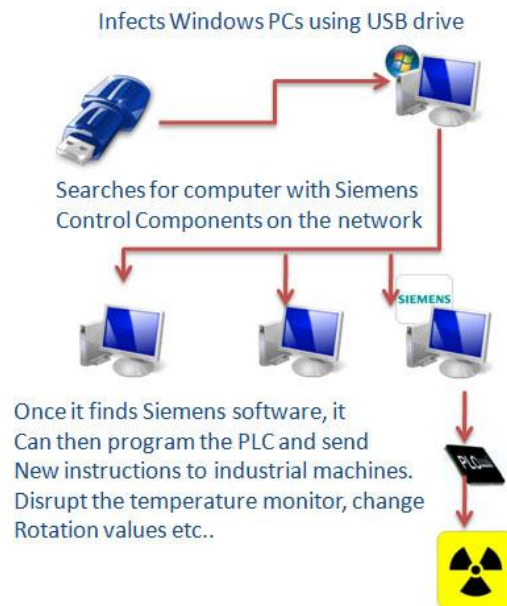 Infects Windows PCs using USB drive
Searches for computer with Siemens
Control Components on the network
SIEMENS
Once it finds Siemens software, it
Can then program the PLC and send
New instructions to industrial machines.
Disrupt the temperature monitor, change
Rotation values etc..
PLC